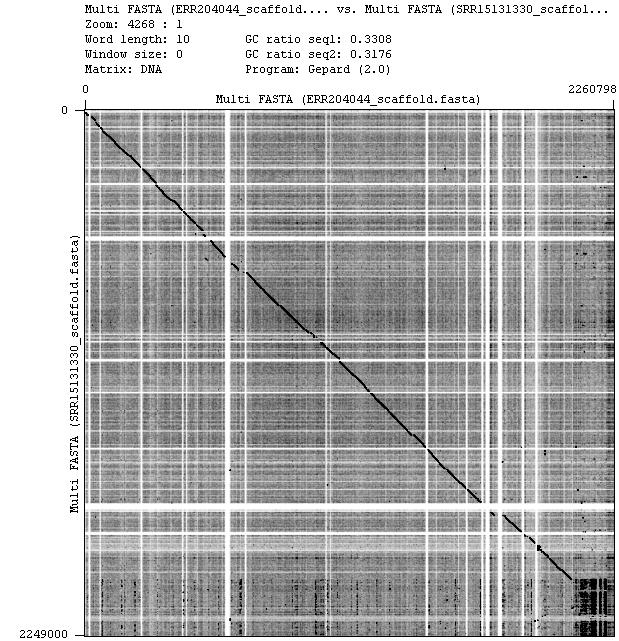 Multi FASTA (ERR204044_scaffold.... vs. Multi FASTA (SRR15131330_scaffol...
Zoom: 4268 : 1
Word length: 10 GC ratio seq1: 0.3308
Window size: 0 GC ratio seq2: 0.3176
Matrix: DNA Program: Gepard (2.0)
0 2260798
Multi FASTA (ERR204044_scaffold.fasta)
0
Multi FASTA (SRR15131330_scaffold.fasta)
2249000